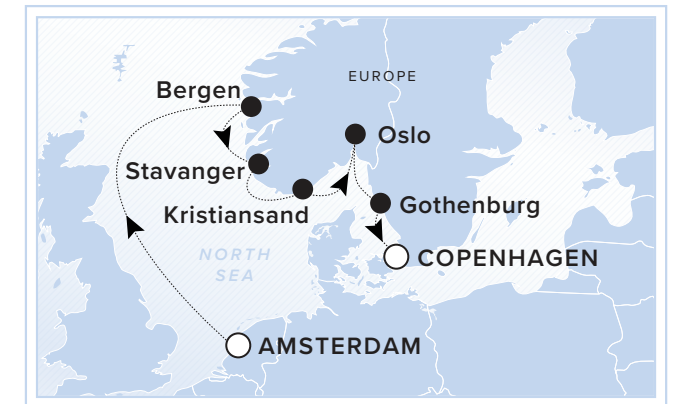 EUROPE
Bergen
Oslo
Stavanger
Kristiansand
Gothenburg
NORTH
SEA
COPENHAGEN
AMSTERDAM